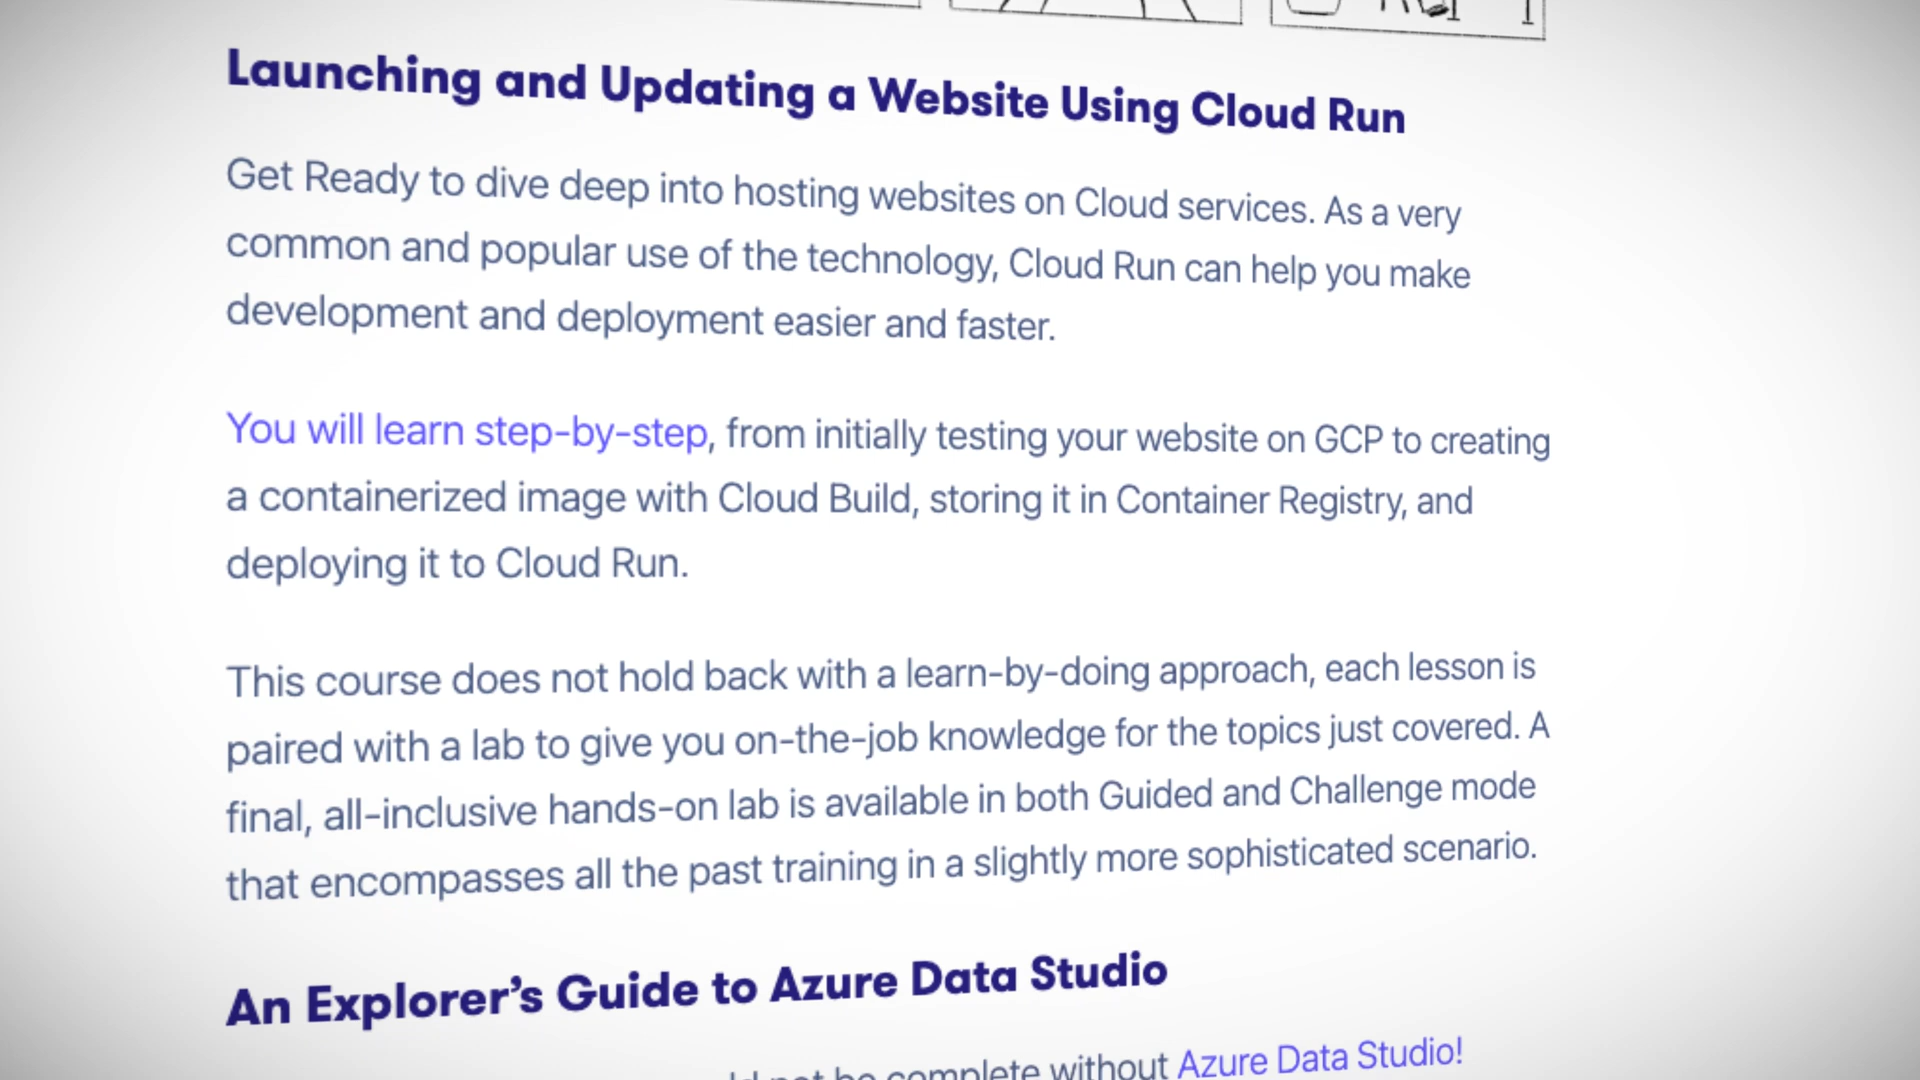 Launching and Updating a Website Using Cloud Run
Get Ready to dive deep into hosting websites on Cloud services. As a very
common and popular use of the technology, Cloud Run can help you make
development and deployment easier and faster.
You will learn step-by-step, from initially testing your website on GCP to creating
a containerized image with Cloud Build, storing it in Container Registry, and
deploying it to Cloud Run.
This course does not hold back with a learn-by-doing approach, each lesson is
paired with a lab to give you on-the-job knowledge for the topics just covered. A
final, all-inclusive hands-on lab is available in both Guided and Challenge mode
that encompasses all the past training in a slightly more sophisticated scenario.
An Explorer’s Guide to Azure Data Studio
not be complete without Azure Data Studio!